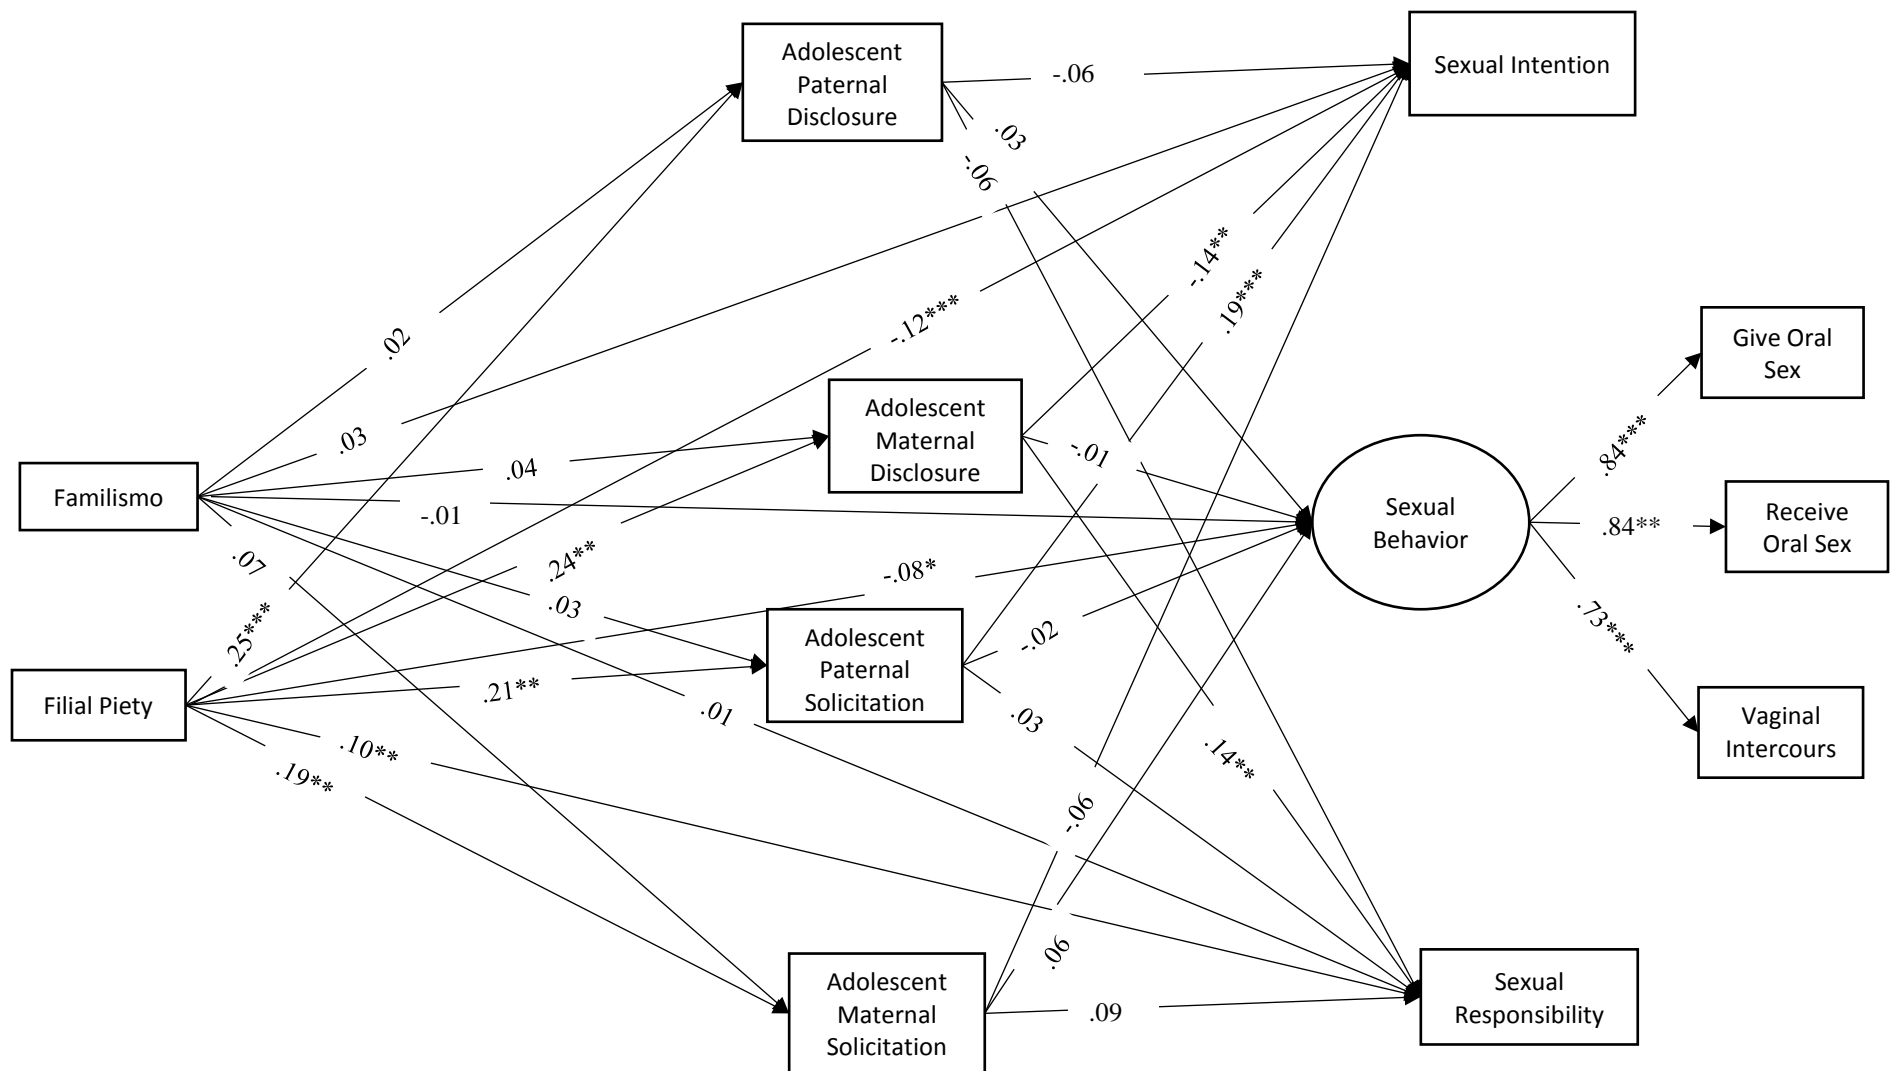 Adolescent
Paternal
Disclosure
Sexual Intention
-.06
.03
-.06
-.14**
.19***
-.12***
.02
Give Oral
Sex
Adolescent
Maternal
Disclosure
.03
.04
-.01
.84***
Familismo
-.01
Sexual
Behavior
.84**
Receive
Oral Sex
.07
.24**
-.08*
.03
.25***
Adolescent
Paternal
Solicitation
-.02
.73***
Filial Piety
.21**
.01
.03
Vaginal
Intercours
.10**
.19**
.14**
-.06
.06
Adolescent
Maternal
Solicitation
.09
Sexual
Responsibility